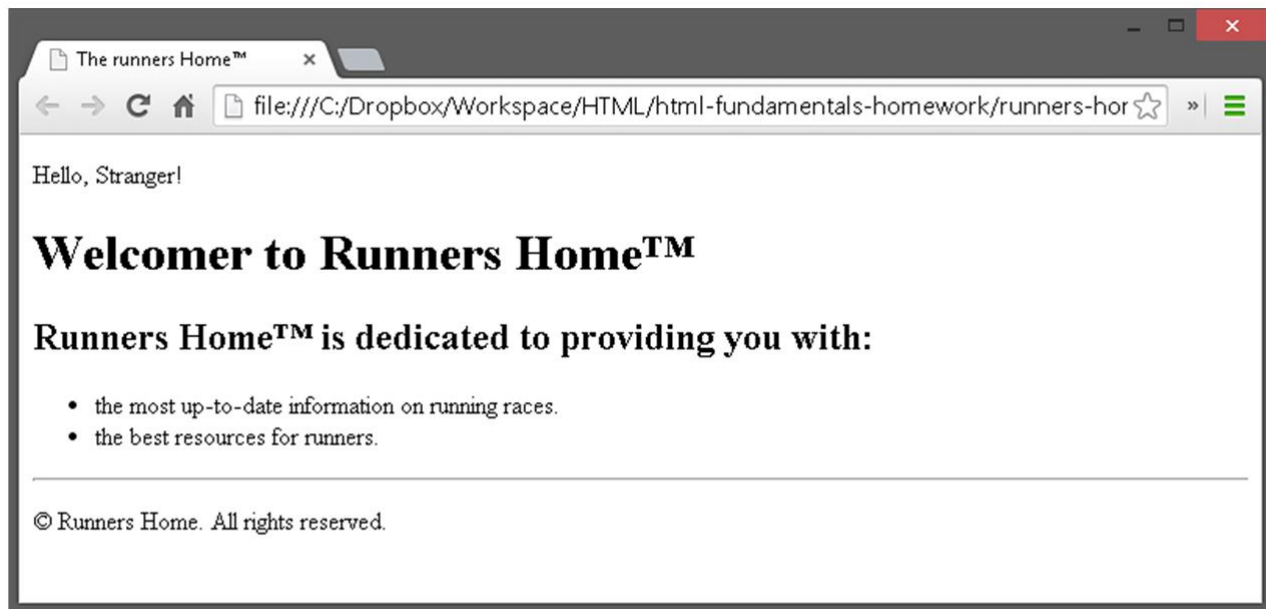 The runners Home™
file:///C:/Dropbox/Workspace/HTML/html-fundamentals-homework/runners-hor
Hello, Stranger!
Welcomer to Runners Home™
Runners Home™ is dedicated to providing you with:
• the most up-to-date information on running races.
• the best resources for runners.
© Runners Home. All rights reserved.